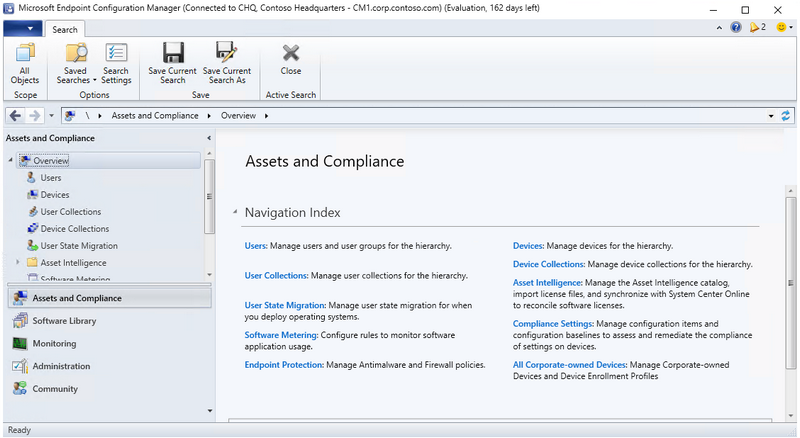 Microsoft Endpoint Configuration Manager (Connected to CHQ, Contoso Headquarters - CM1.corp.contoso.com) (Evaluation, 162 days left)
Search
2
All Objects
Saved Searches
Search Settings
Save Current Search
Save Current Search As
Close
Scope
Options
Save
Active Search
\ Assets and Compliance Overview
Assets and Compliance
Overview
Users
Devices
User Collections
Device Collections
User State Migration
Asset Intelligence
Software Metering
Assets and Compliance
Software Library
Monitoring
Administration
Community
Assets and Compliance
Navigation Index
Users: Manage users and user groups for the hierarchy.
User Collections: Manage user collections for the hierarchy.
User State Migration: Manage user state migration for when
you deploy operating systems.
Software Metering: Configure rules to monitor software
application usage.
Endpoint Protection: Manage Antimalware and Firewall policies.
Devices: Manage devices for the hierarchy.
Device Collections: Manage device collections for the hierarchy.
Asset Intelligence: Manage the Asset Intelligence catalog,
import license files, and synchronize with System Center Online
to reconcile software licenses.
Compliance Settings: Manage configuration items and
configuration baselines to assess and remediate the compliance
of settings on devices.
All Corporate-owned Devices: Manage Corporate-owned
Devices and Device Enrollment Profiles
Ready